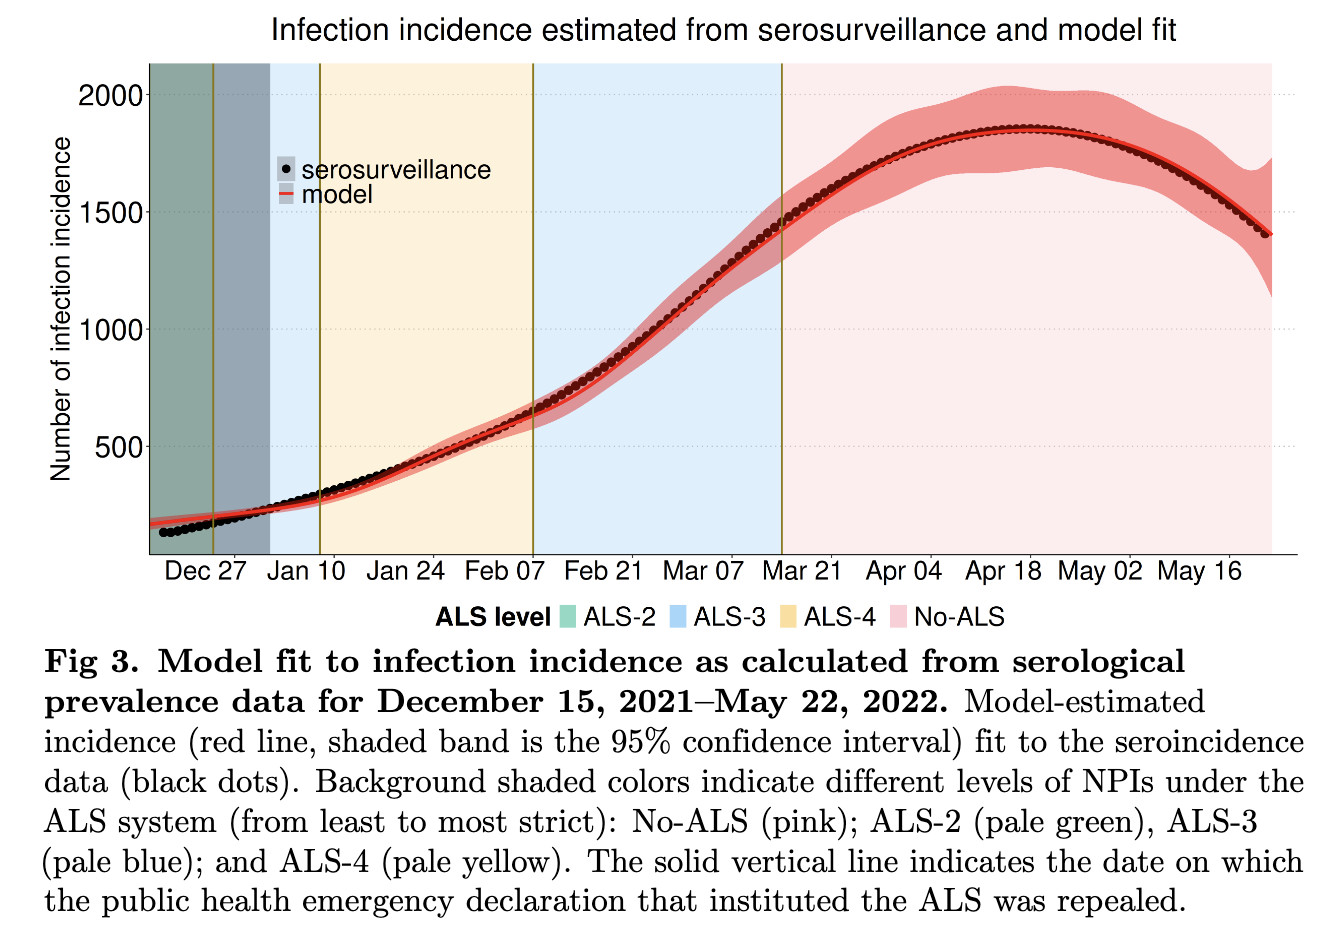 Infection incidence estimated from serosurveillance and model fit
Number of infection incidence
2000
1500
1000
500
serosurveillance
model
Dec 27 Jan 10 Jan 24 Feb 07 Feb 21 Mar 07 Mar 21 Apr 04 Apr 18 May 02 May 16
ALS level ALS-2 ALS-3 ALS-4 No-ALS
Fig 3. Model fit to infection incidence as calculated from serological
prevalence data for December 15, 2021–May 22, 2022. Model-estimated
incidence (red line, shaded band is the 95% confidence interval) fit to the seroincidence
data (black dots). Background shaded colors indicate different levels of NPIs under the
ALS system (from least to most strict): No-ALS (pink); ALS-2 (pale green), ALS-3
(pale blue); and ALS-4 (pale yellow). The solid vertical line indicates the date on which
the public health emergency declaration that instituted the ALS was repealed.